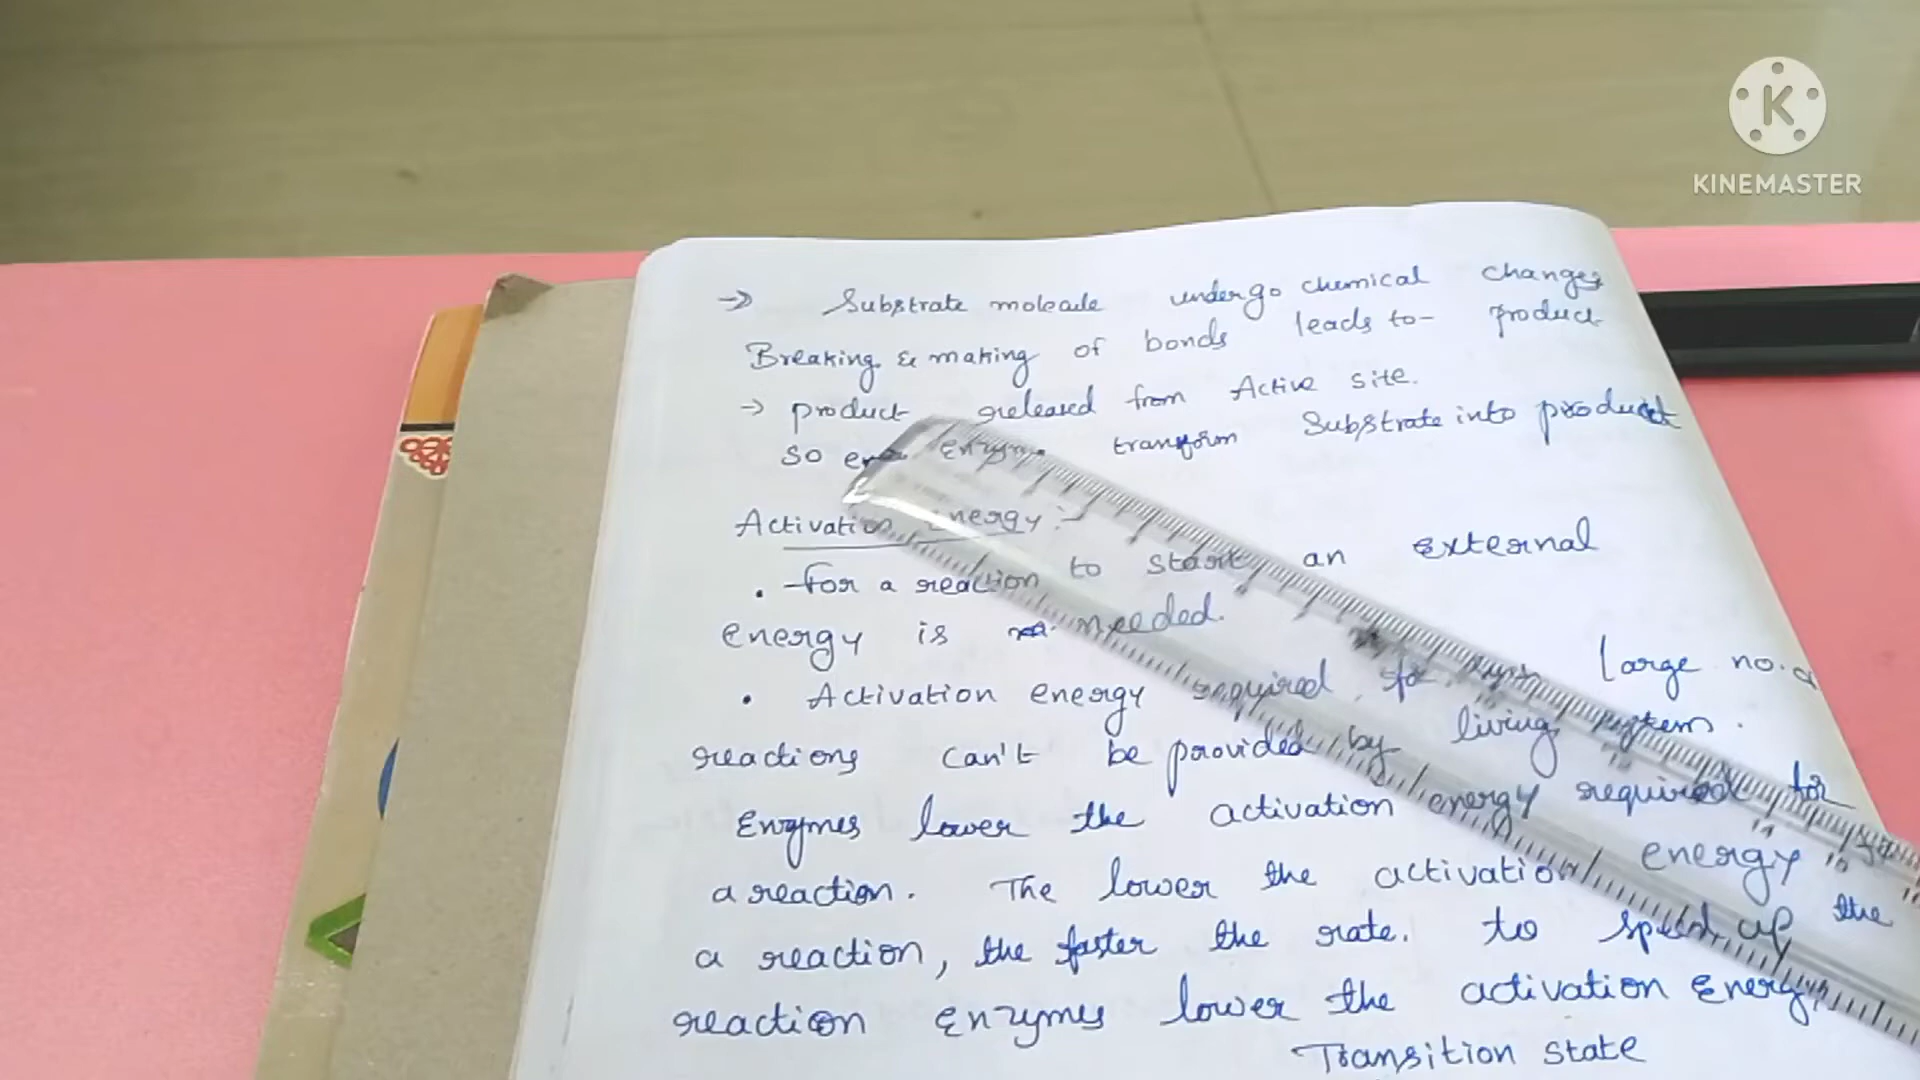 KINEMASTER
→ Substrate molecule undergo chemical changes
Breaking & making of bonds leads to product
→ product released from Active site.
so enzyme transform Substrate into product
Activation Energy :-
. For a reaction to start an external
energy is needed.
• Activation energy required for large no. o
reactions can't be provided by living system.
Enzymes lower the activation energy required for
a reaction. The lower the activation energy
a reaction, the faster the rate. to speed up the
reaction enzymes lower the activation Energy,
Transition state